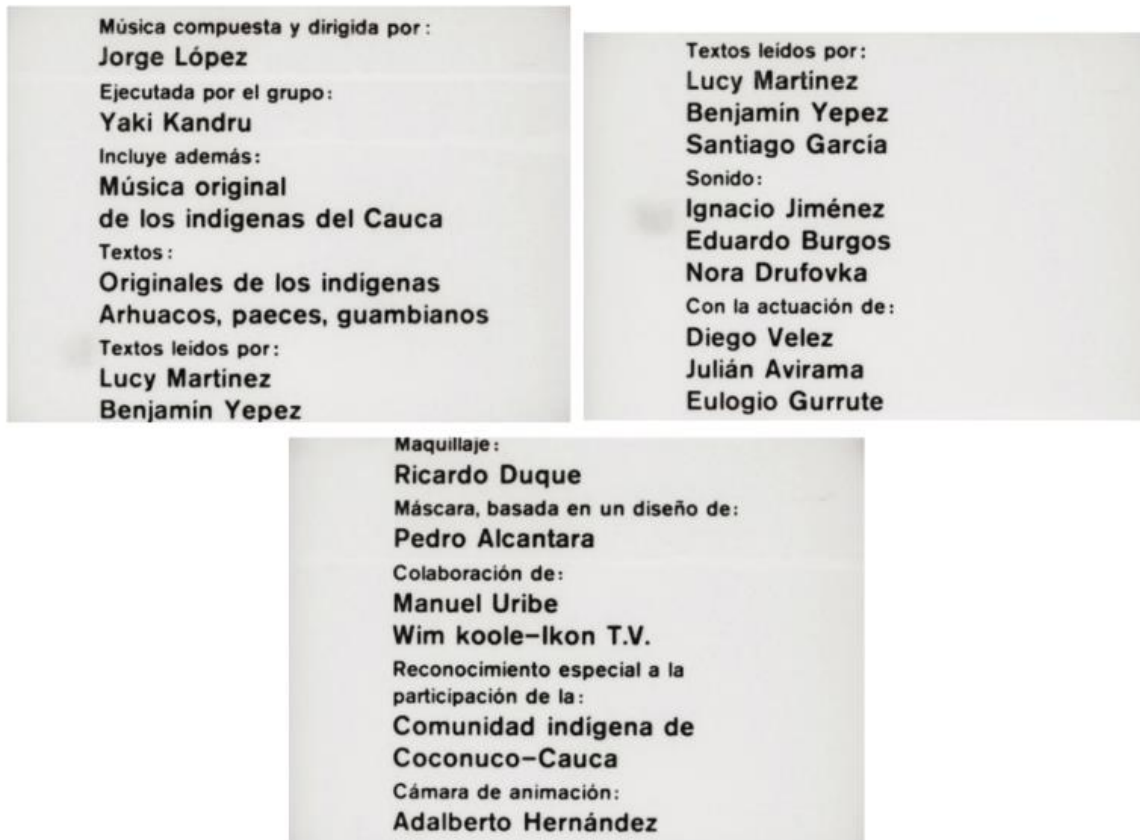 Música compuesta y dirigida por:
Jorge López
Ejecutada por el grupo:
Yaki Kandru
Incluye además:
Música original
de los indígenas del Cauca
Textos:
Originales de los indígenas
Arhuacos, paeces, guambianos
Textos leidos por:
Lucy Martinez
Benjamín Yepez
Textos leídos por:
Lucy Martinez
Benjamín Yepez
Santiago García
Sonido:
Ignacio Jiménez
Eduardo Burgos
Nora Drufovka
Con la actuación de:
Diego Velez
Julián Avirama
Eulogio Gurrute
Maquillaje:
Ricardo Duque
Máscara, basada en un diseño de:
Pedro Alcantara
Colaboración de:
Manuel Uribe
Wim koole-Ikon T.V.
Reconocimiento especial a la
participación de la:
Comunidad indígena de
Coconuco-Cauca
Cámara de animación:
Adalberto Hernández